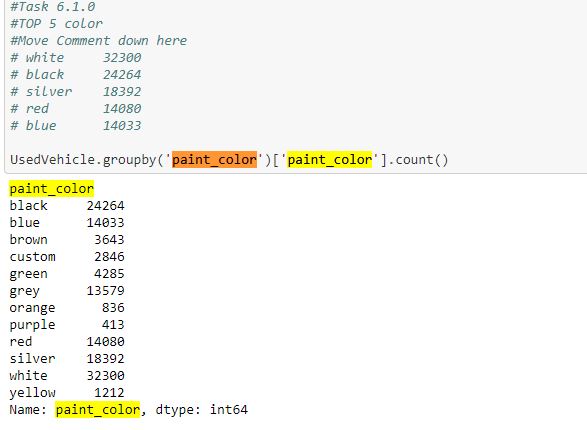 #Task 6.1.0
#TOP 5 color
#Move Comment down here
# white     32300
# black     24264
# silver    18392
# red       14080
# blue      14033
UsedVehicle.groupby('paint_color')['paint_color'].count()
paint_color
black     24264
blue      14033
brown      3643
custom     2846
green      4285
grey      13579
orange      836
purple      413
red       14080
silver    18392
white     32300
yellow     1212
Name: paint_color, dtype: int64